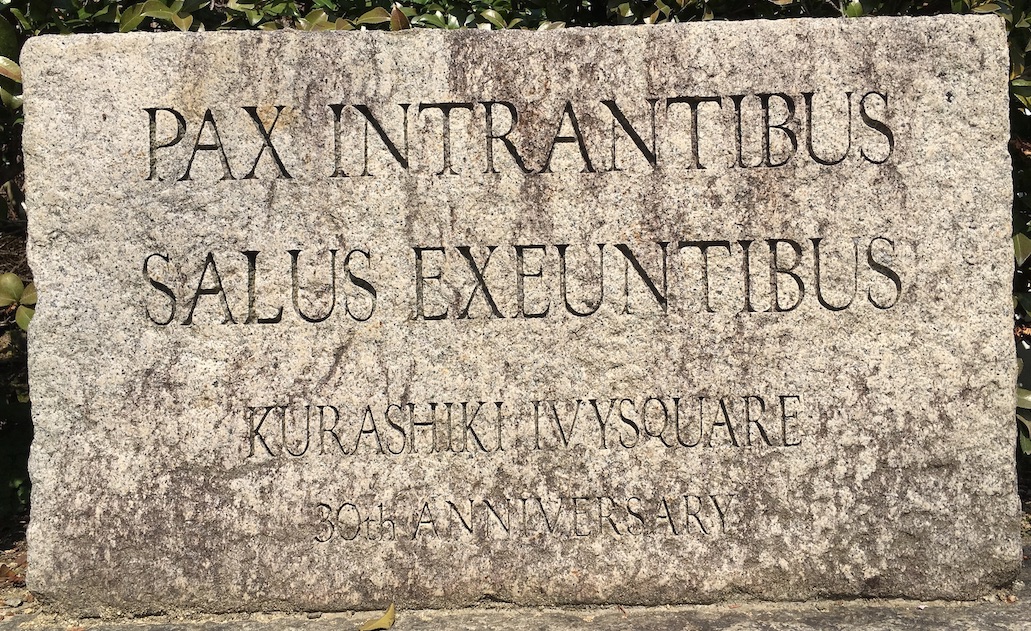 PAX INTRANTIBUS
SALUS EXEUNTIBUS
KURASHIKI IVYSQUARE
30th ANNIVERSARY